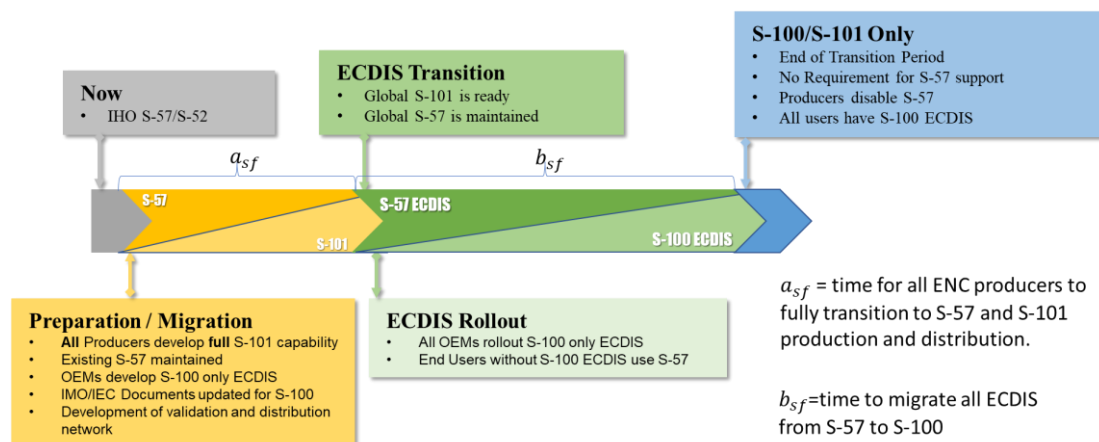 S-100/S-101 Only
• End of Transition Period
• No Requirement for S-57 support
• Producers disable S-57
• All users have S-100 ECDIS
ECDIS Transition
• Global S-101 is ready
• Global S-57 is maintained
Now
• IHO S-57/S-52
a_sf
b_sf
S-57
S-101
S-57 ECDIS
S-100 ECDIS
Preparation / Migration
• All Producers develop full S-101 capability
• Existing S-57 maintained
• OEMs develop S-100 only ECDIS
• IMO/IEC Documents updated for S-100
• Development of validation and distribution
network
ECDIS Rollout
• All OEMs rollout S-100 only ECDIS
• End Users without S-100 ECDIS use S-57
a_sf = time for all ENC producers to
fully transition to S-57 and S-101
production and distribution.
b_sf=time to migrate all ECDIS
from S-57 to S-100